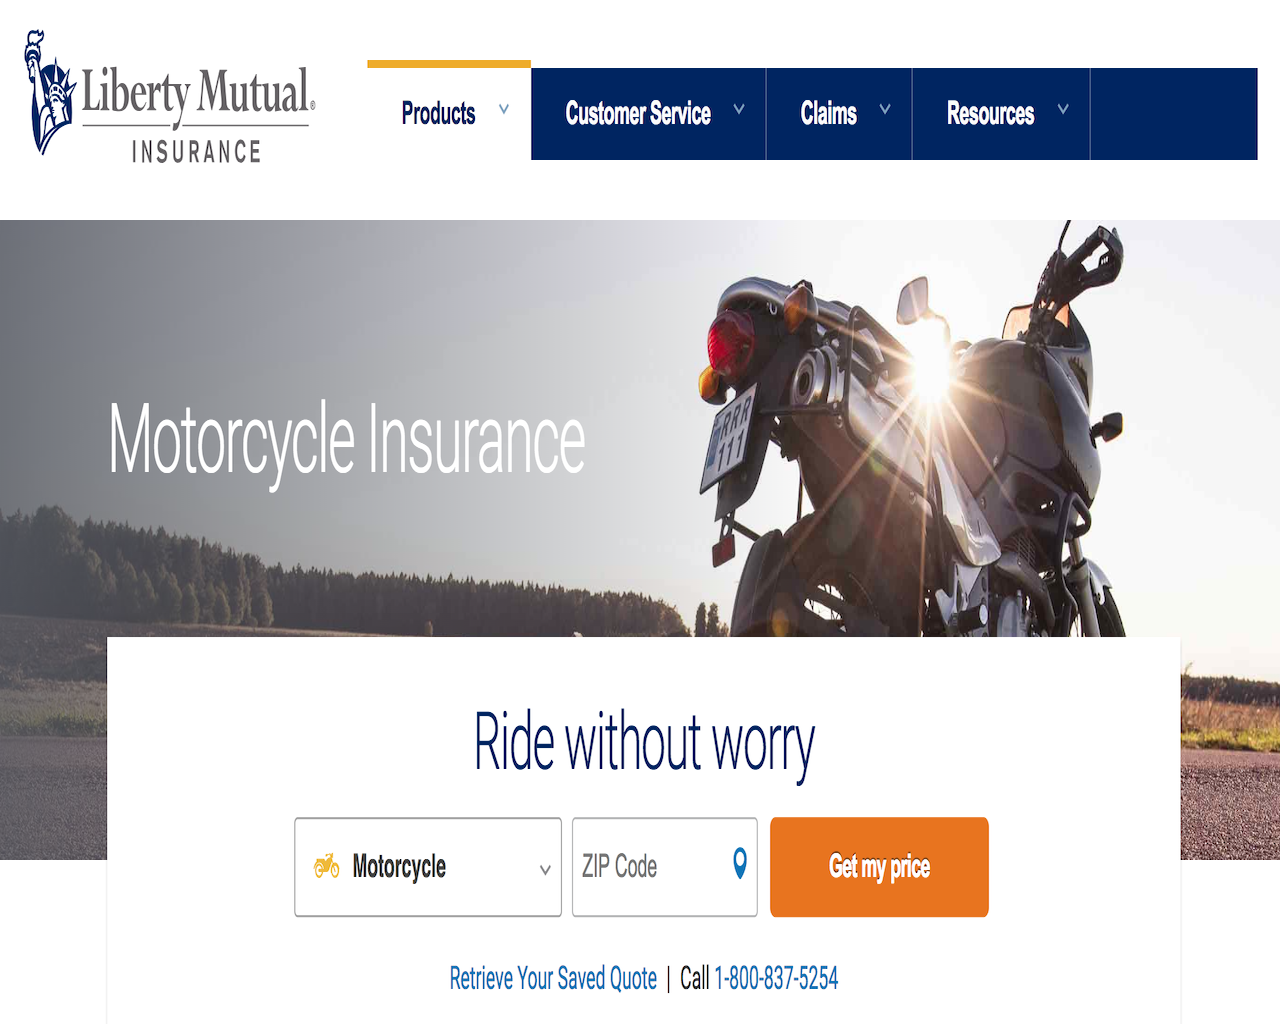 Liberty Mutual®
INSURANCE
Products
Customer Service
Claims
Resources
RRR
111
Motorcycle Insurance
Ride without worry
Motorcycle
ZIP Code
Get my price
Retrieve Your Saved Quote | Call 1-800-837-5254